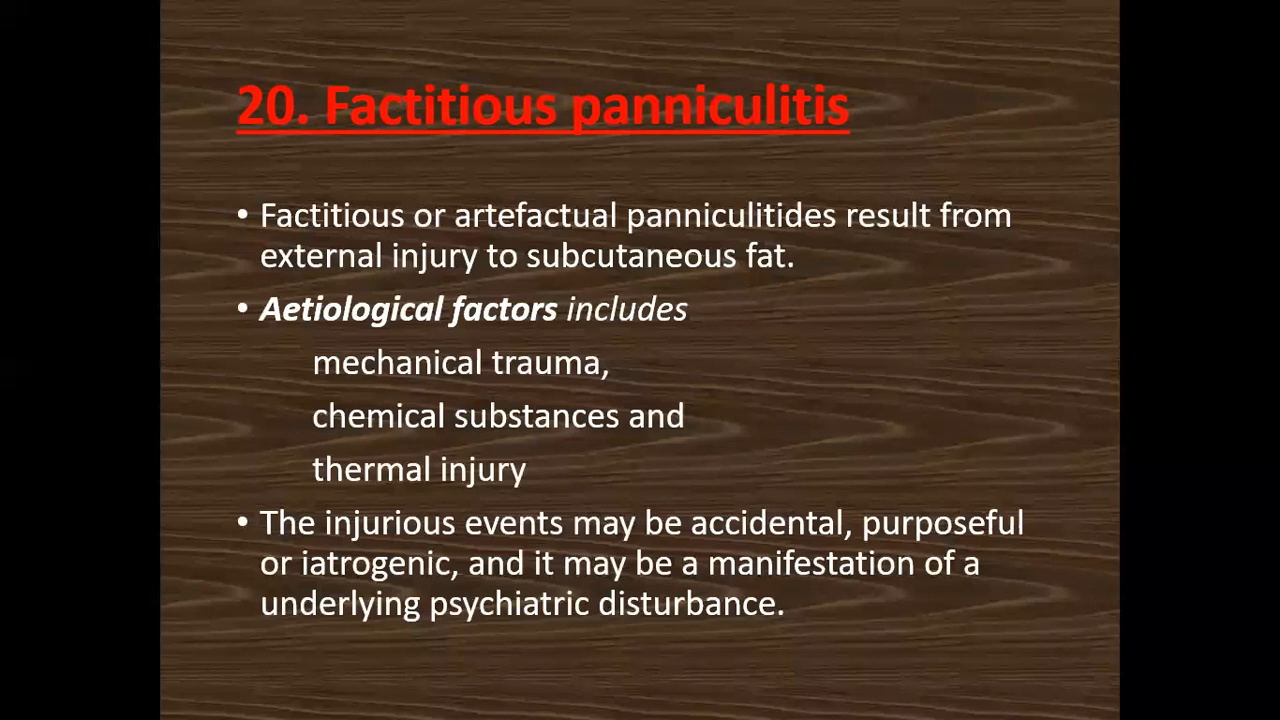 20. Factitious panniculitis
• Factitious or artefactual panniculitides result from
external injury to subcutaneous fat.
• Aetiological factors includes
mechanical trauma,
chemical substances and
thermal injury
• The injurious events may be accidental, purposeful
or iatrogenic, and it may be a manifestation of a
underlying psychiatric disturbance.